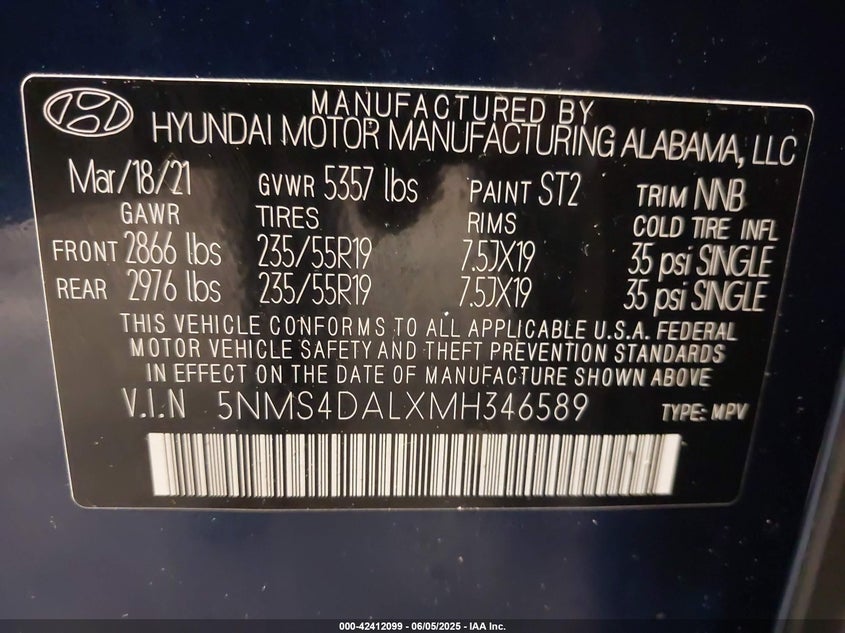 MANUFACTURED BY
HYUNDAI MOTOR MANUFACTURING ALABAMA, LLC
Mar/18/21 GVWR 5357 lbs PAINT ST2 TRIM NNB
GAWR TIRES RIMS COLD TIRE INFL
FRONT 2866 lbs 235/55R19 7.5JX19 35 psi SINGLE
REAR 2976 lbs 235/55R19 7.5JX19 35 psi SINGLE
THIS VEHICLE CONFORMS TO ALL APPLICABLE U.S.A. FEDERAL
MOTOR VEHICLE SAFETY AND THEFT PREVENTION STANDARDS
IN EFFECT ON THE DATE OF MANUFACTURE SHOWN ABOVE
V.I.N 5NMS4DALXMH346589 TYPE: MPV
000-42412099 - 06/05/2025 - IAA Inc.